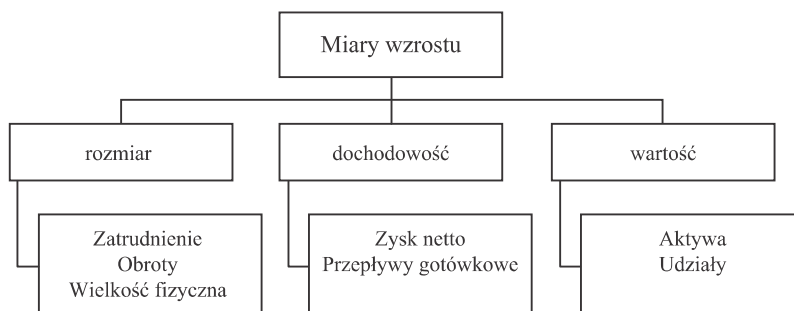 Miary wzrostu
rozmiar
dochodowość
wartość
Zatrudnienie
Obroty
Wielkość fizyczna
Zysk netto
Przepływy gotówkowe
Aktywa
Udziały